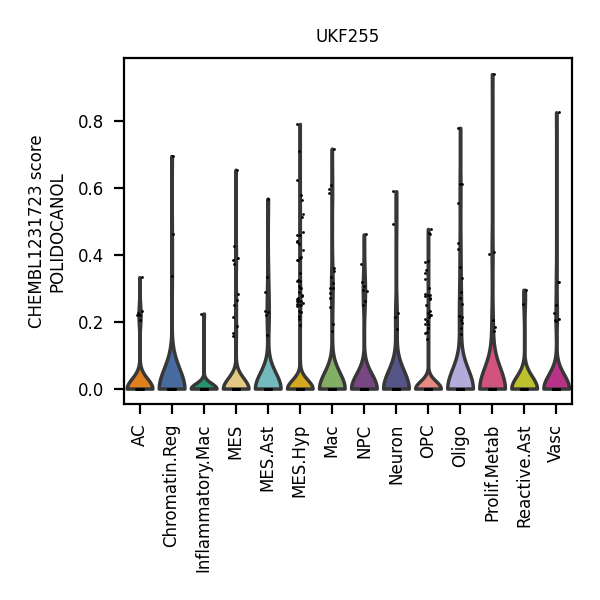 UKF255
CHEMBL1231723 score
POLIDOCANOL
0.8
0.6
0.4
0.2
0.0
AC
Chromatin.Reg
Inflammatory.Mac
MES
MES.Ast
MES.Hyp
Mac
NPC
Neuron
OPC
Oligo
Prolif.Metab
Reactive.Ast
Vasc